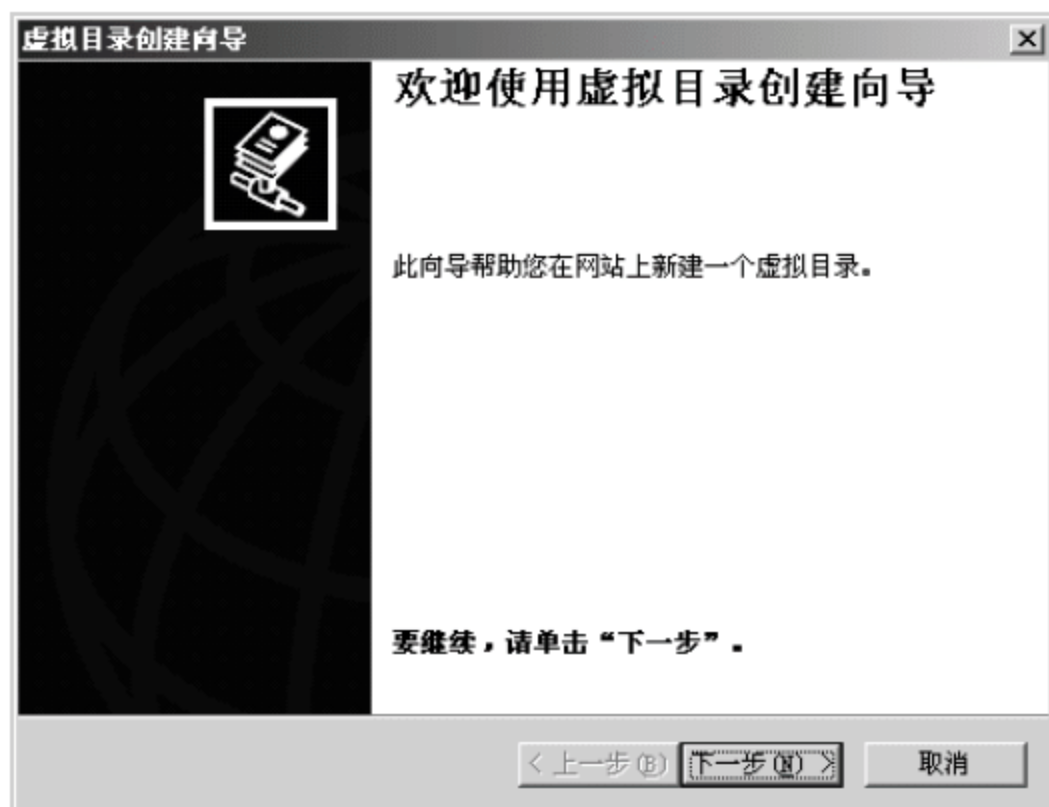 虚拟目录创建向导
欢迎使用虚拟目录创建向导
此向导帮助您在网站上新建一个虚拟目录。
要继续，请单击“下一步”。
< 上一步(B) 下一步(N) > 取消